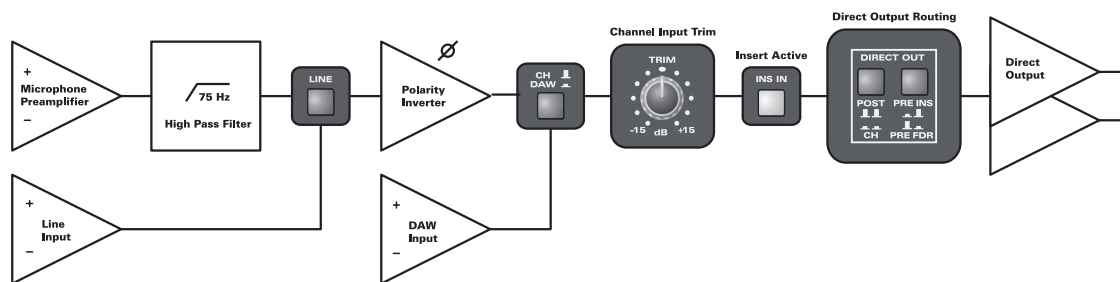 Direct Output Routing
Channel Input Trim
Insert Active
+
Microphone
Preamplifier
−
75 Hz
High Pass Filter
LINE
Ø
Polarity
Inverter
CH
DAW
TRIM
-15 dB +15
INS IN
DIRECT OUT
POST PRE INS
CH PRE FDR
Direct
Output
+
Line
Input
−
+
DAW
Input
−